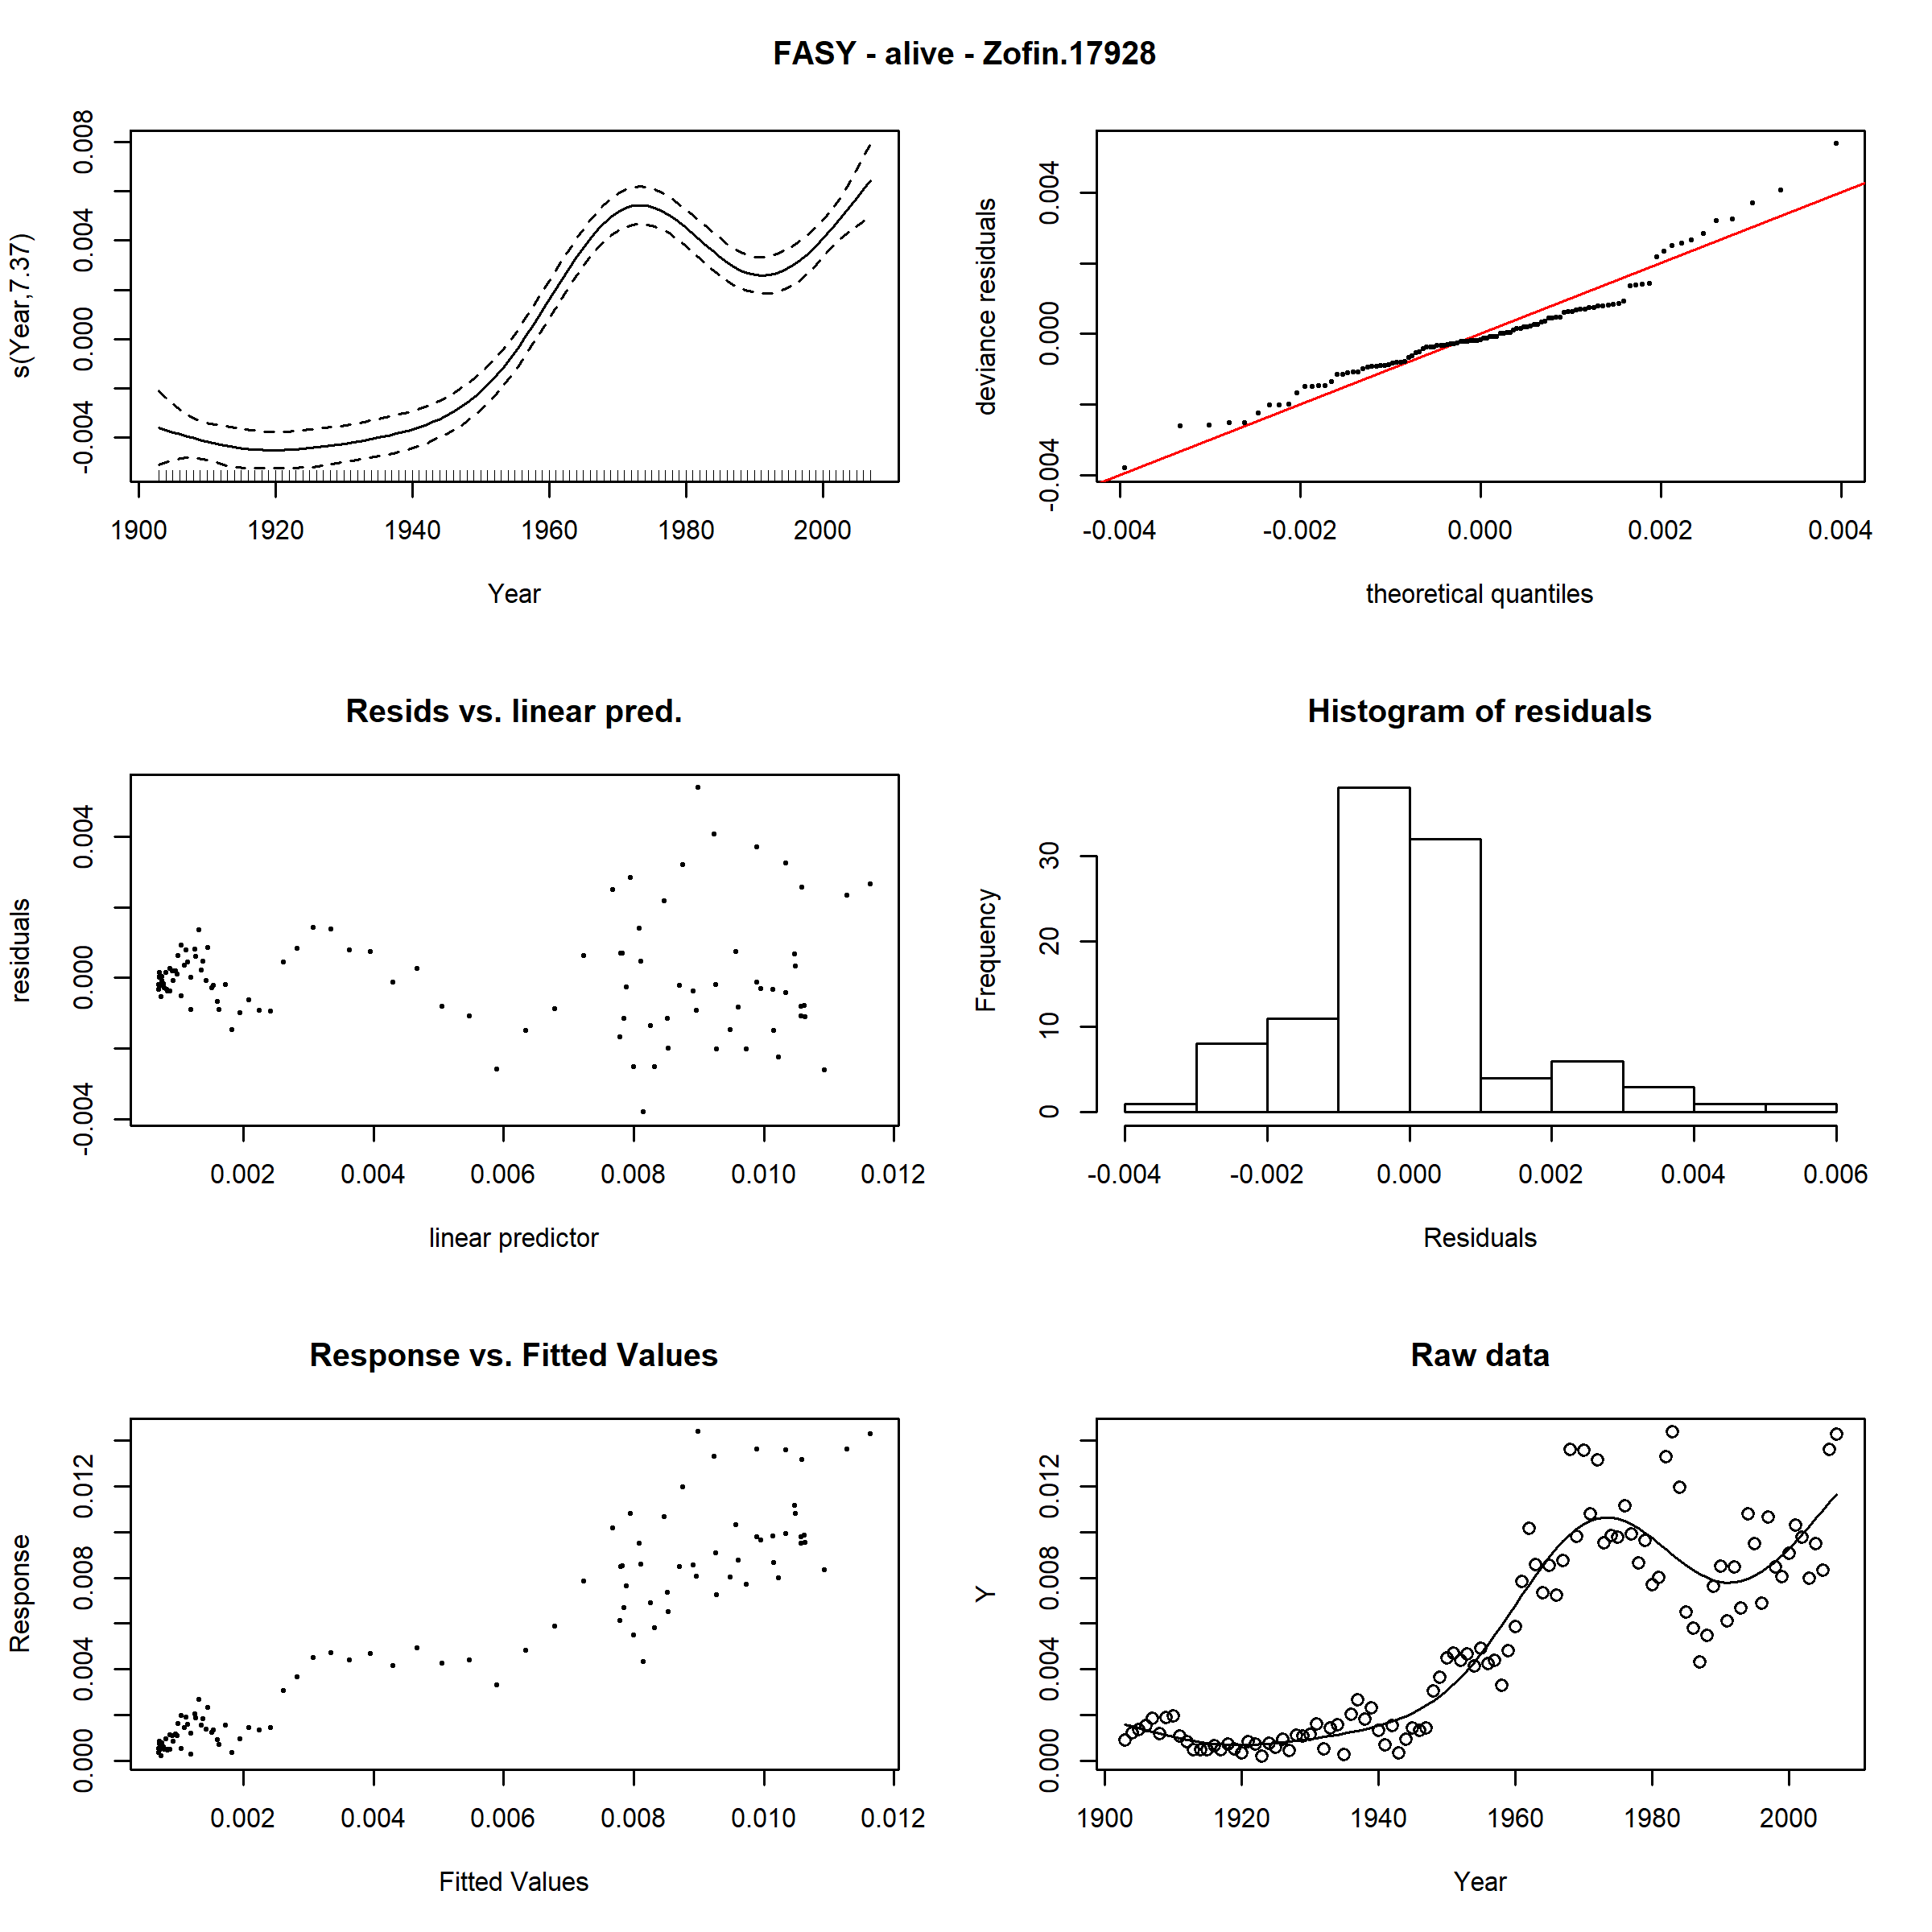 FASY - alive - Zofin.17928
s(Year,7.37)
-0.004 0.000 0.004 0.008
1900 1920 1940 1960 1980 2000
Year
deviance residuals
-0.004 0.000 0.004
-0.004 -0.002 0.000 0.002 0.004
theoretical quantiles
Resids vs. linear pred.
residuals
-0.004 0.000 0.004
0.002 0.004 0.006 0.008 0.010 0.012
linear predictor
Histogram of residuals
Frequency
0 10 20 30
-0.004 -0.002 0.000 0.002 0.004 0.006
Residuals
Response vs. Fitted Values
Response
0.000 0.004 0.008 0.012
0.002 0.004 0.006 0.008 0.010 0.012
Fitted Values
Raw data
Y
0.000 0.004 0.008 0.012
1900 1920 1940 1960 1980 2000
Year